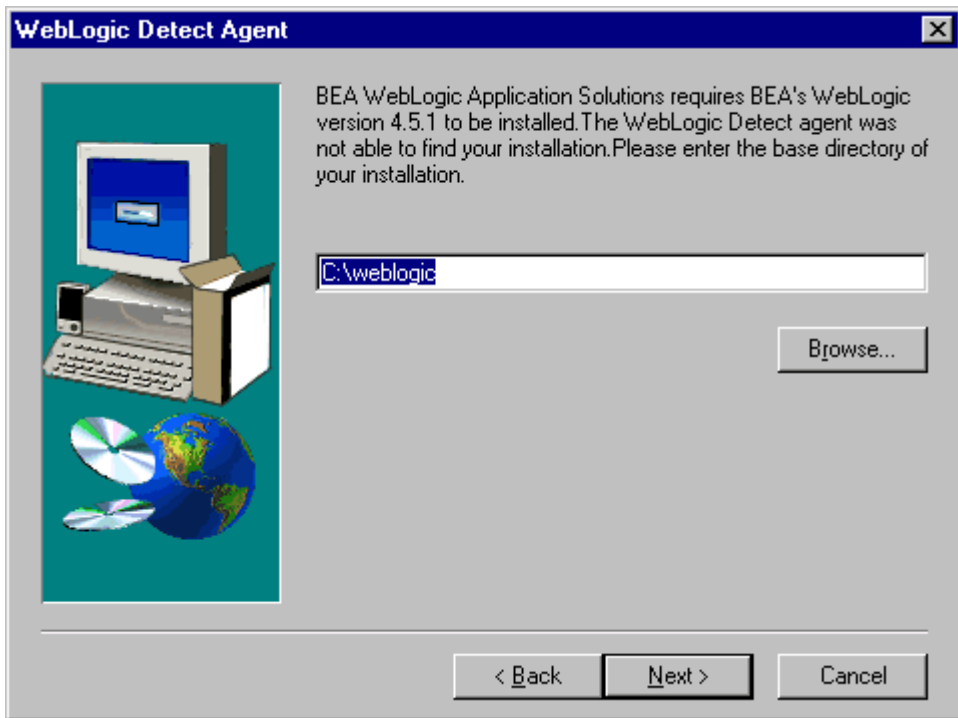 WebLogic Detect Agent
BEA WebLogic Application Solutions requires BEA's WebLogic
version 4.5.1 to be installed.The WebLogic Detect agent was
not able to find your installation.Please enter the base directory of
your installation.
C:\weblogic
Browse...
< Back
Next >
Cancel